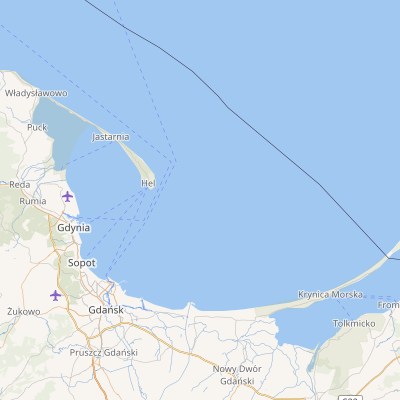 Władysławowo
Puck
Jastarnia
Hel
Reda
Rumia
Gdynia
Sopot
Krynica Morska
From
Żukowo
Gdańsk
Tolkmicko
Pruszcz Gdański
Nowy Dwór
Gdański